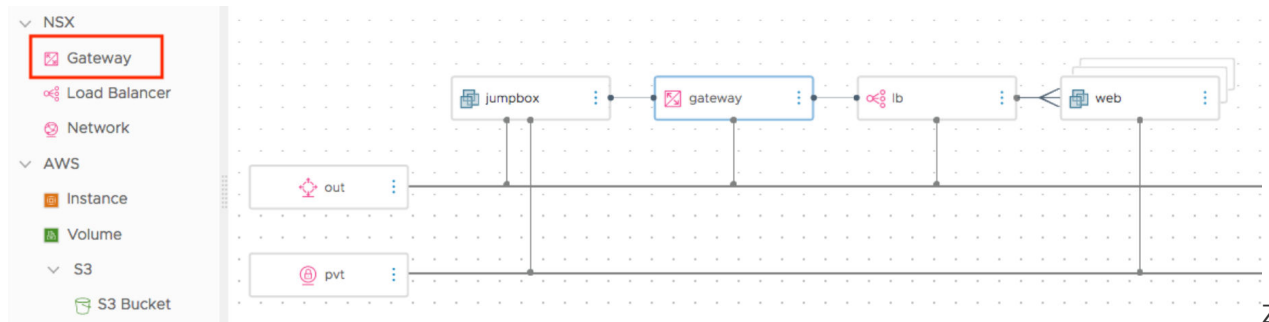 NSX
Gateway
Load Balancer
Network
AWS
Instance
Volume
S3
S3 Bucket
jumpbox
gateway
lb
web
out
pvt